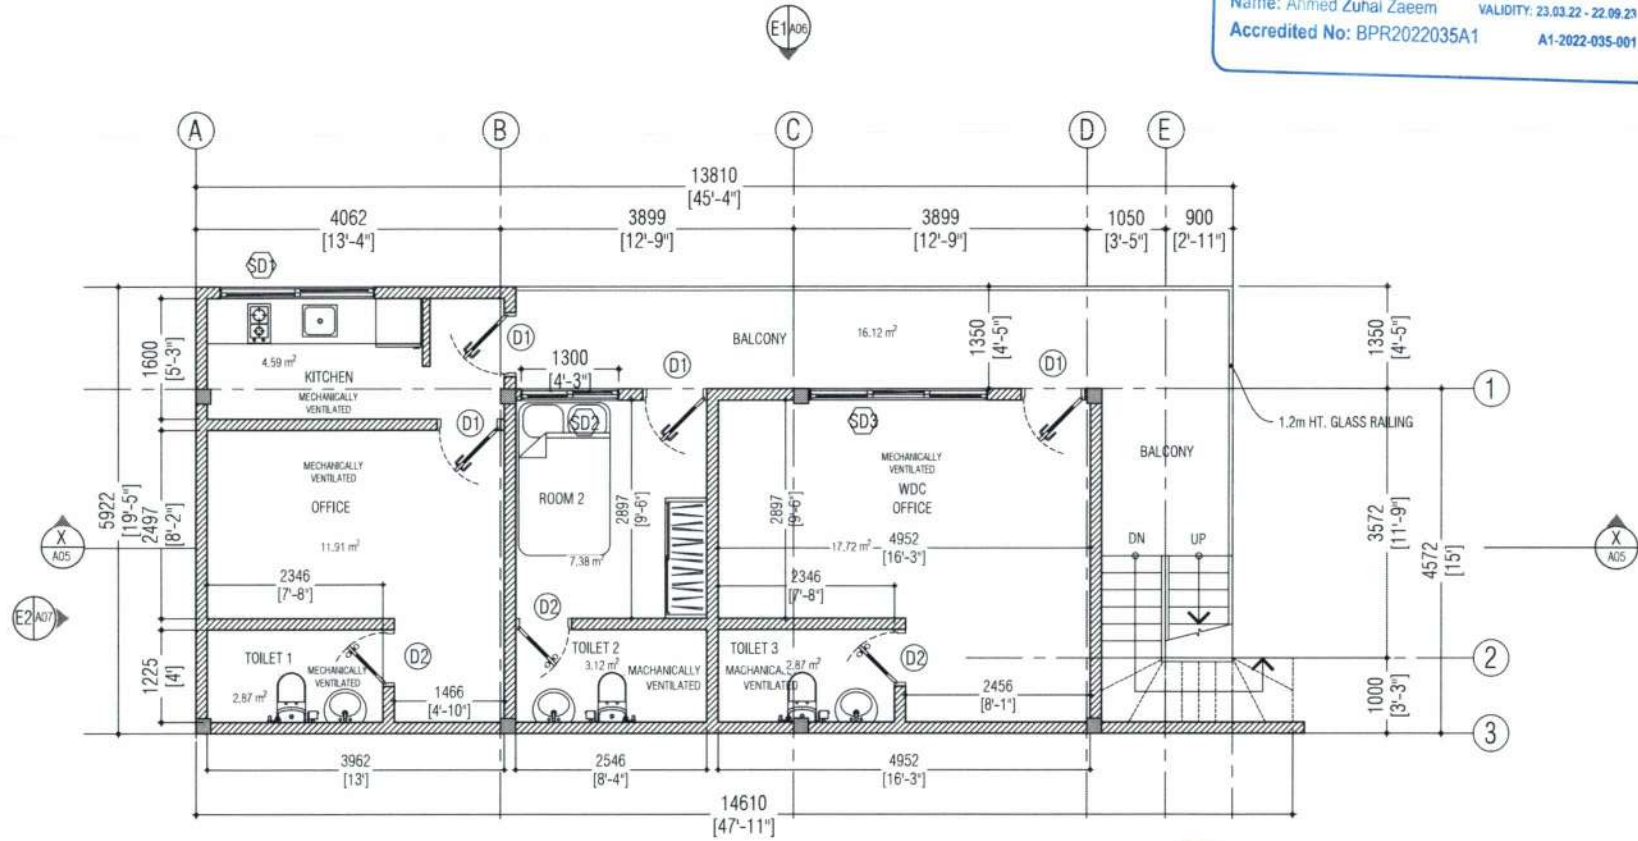 Name: Ahmed Zuhal Zaeem VALIDITY: 23.03.22 - 22.09.23
Accredited No: BPR2022035A1 A1-2022-035-001
E1 A06
A B C D E
13810
[45'-4"]
4062 3899 3899 1050 900
[13'-4"] [12'-9"] [12'-9"] [3'-5"] [2'-11"]
SD1
D1
BALCONY
16.12 m²
1350
[4'-5"]
1350
[4'-5"]
1600
[5'-3"]
4.59 m²
KITCHEN
MECHANICALLY
VENTILATED
1300
[4'-3"]
D1
D1
1
D1
SD2
SD3
1.2m HT. GLASS RAILING
BALCONY
MECHANICALLY
VENTILATED
OFFICE
11.91 m²
ROOM 2
7.38 m²
2897
[9'-6"]
2897
[9'-6"]
MECHANICALLY
VENTILATED
WDC
OFFICE
17.72 m²
4952
[16'-3"]
5922
[19'-5"]
2497
[8'-2"]
3572
[11'-9"]
4572
[15']
DN UP
X
A05
X
A05
2346
[7'-8"]
2346
[7'-8"]
E2 A07
D2
TOILET 1
MECHANICALLY
VENTILATED
2.87 m²
D2
TOILET 2
3.12 m²
MACHANICALLY
VENTILATED
TOILET 3
2.87 m²
MACHANICALLY
VENTILATED
D2
2
1225
[4']
1466
[4'-10"]
2456
[8'-1"]
1000
[3'-3"]
3
3962 2546 4952
[13'] [8'-4"] [16'-3"]
14610
[47'-11"]